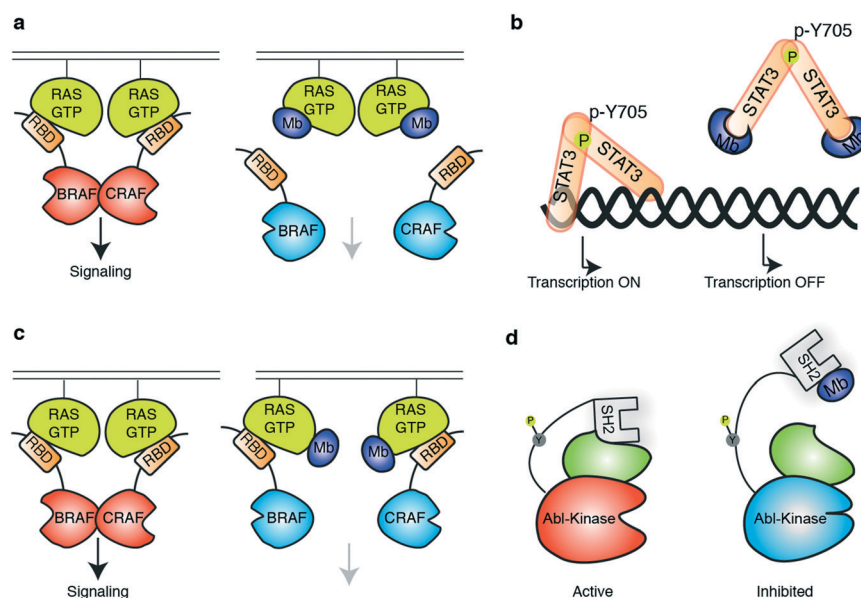 a
RAS
GTP
RAS
GTP
RBD
RBD
BRAF
CRAF
Signaling
RAS
GTP
RAS
GTP
Mb
Mb
RBD
RBD
BRAF
CRAF
b
p-Y705
P
STAT3
STAT3
p-Y705
P
STAT3
STAT3
Mb
Mb
Transcription ON
Transcription OFF
c
RAS
GTP
RAS
GTP
RBD
RBD
BRAF
CRAF
Signaling
RAS
GTP
RAS
GTP
RBD
Mb
Mb
RBD
BRAF
CRAF
d
P
Y
SH2
Abl-Kinase
Active
SH2
Mb
P
Y
Abl-Kinase
Inhibited